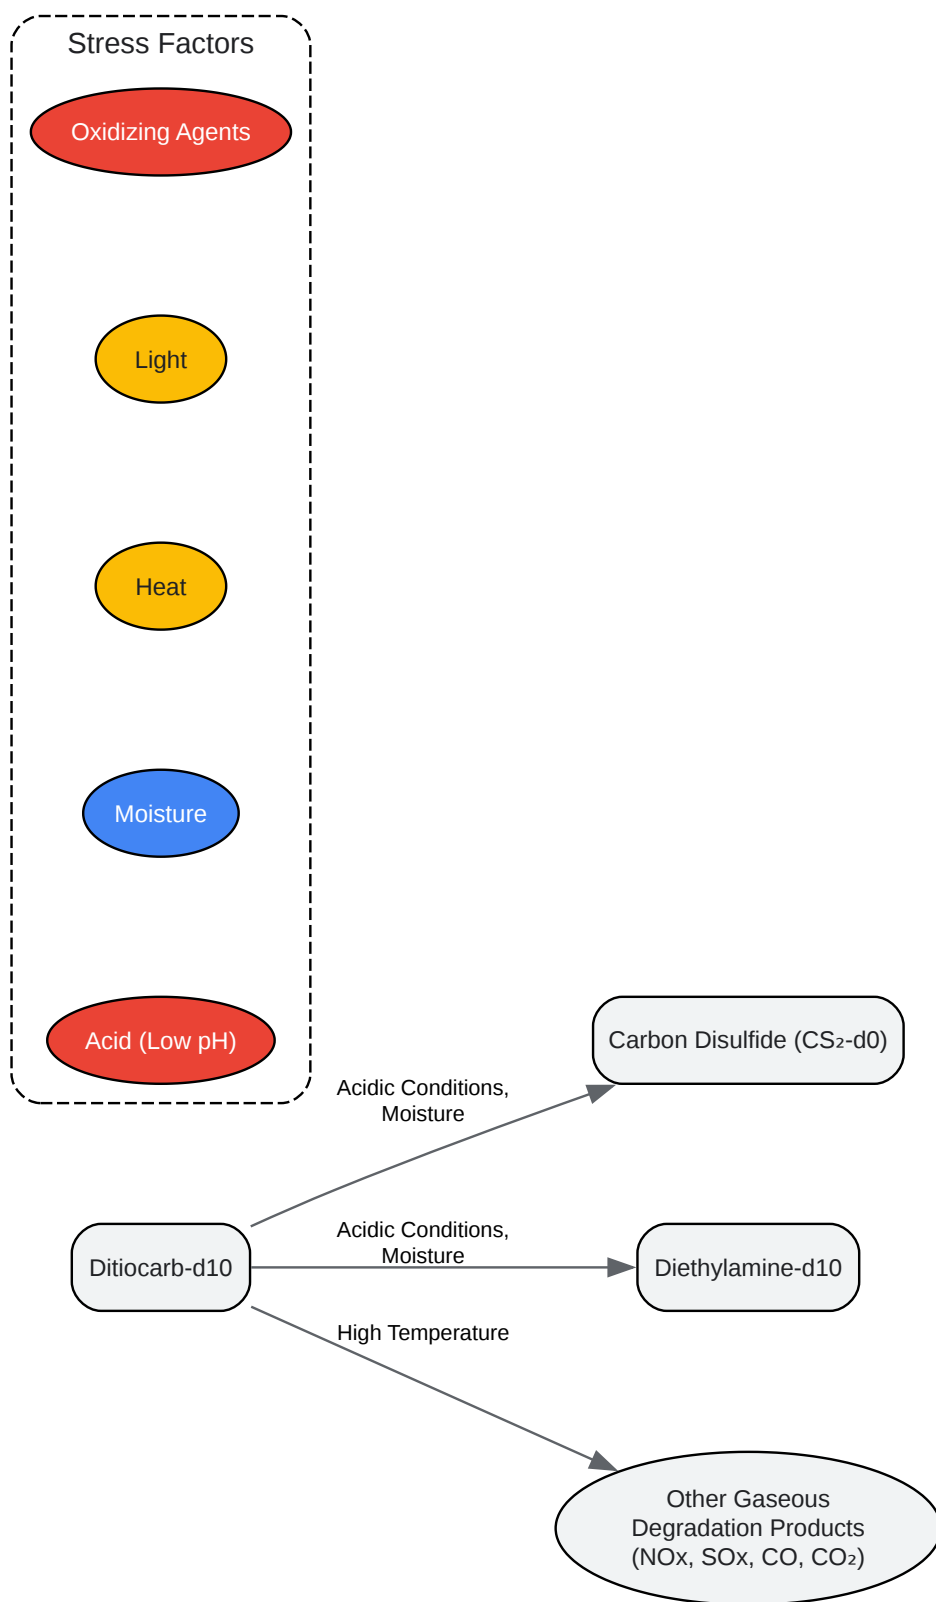 Stress Factors
Oxidizing Agents
Light
Heat
Moisture
Acid (Low pH)
Carbon Disulfide (CS₂-d0)
Acidic Conditions,
Moisture
Acidic Conditions,
Moisture
Ditiocarb-d10
Diethylamine-d10
High Temperature
Other Gaseous
Degradation Products
(NOx, SOx, CO, CO₂)